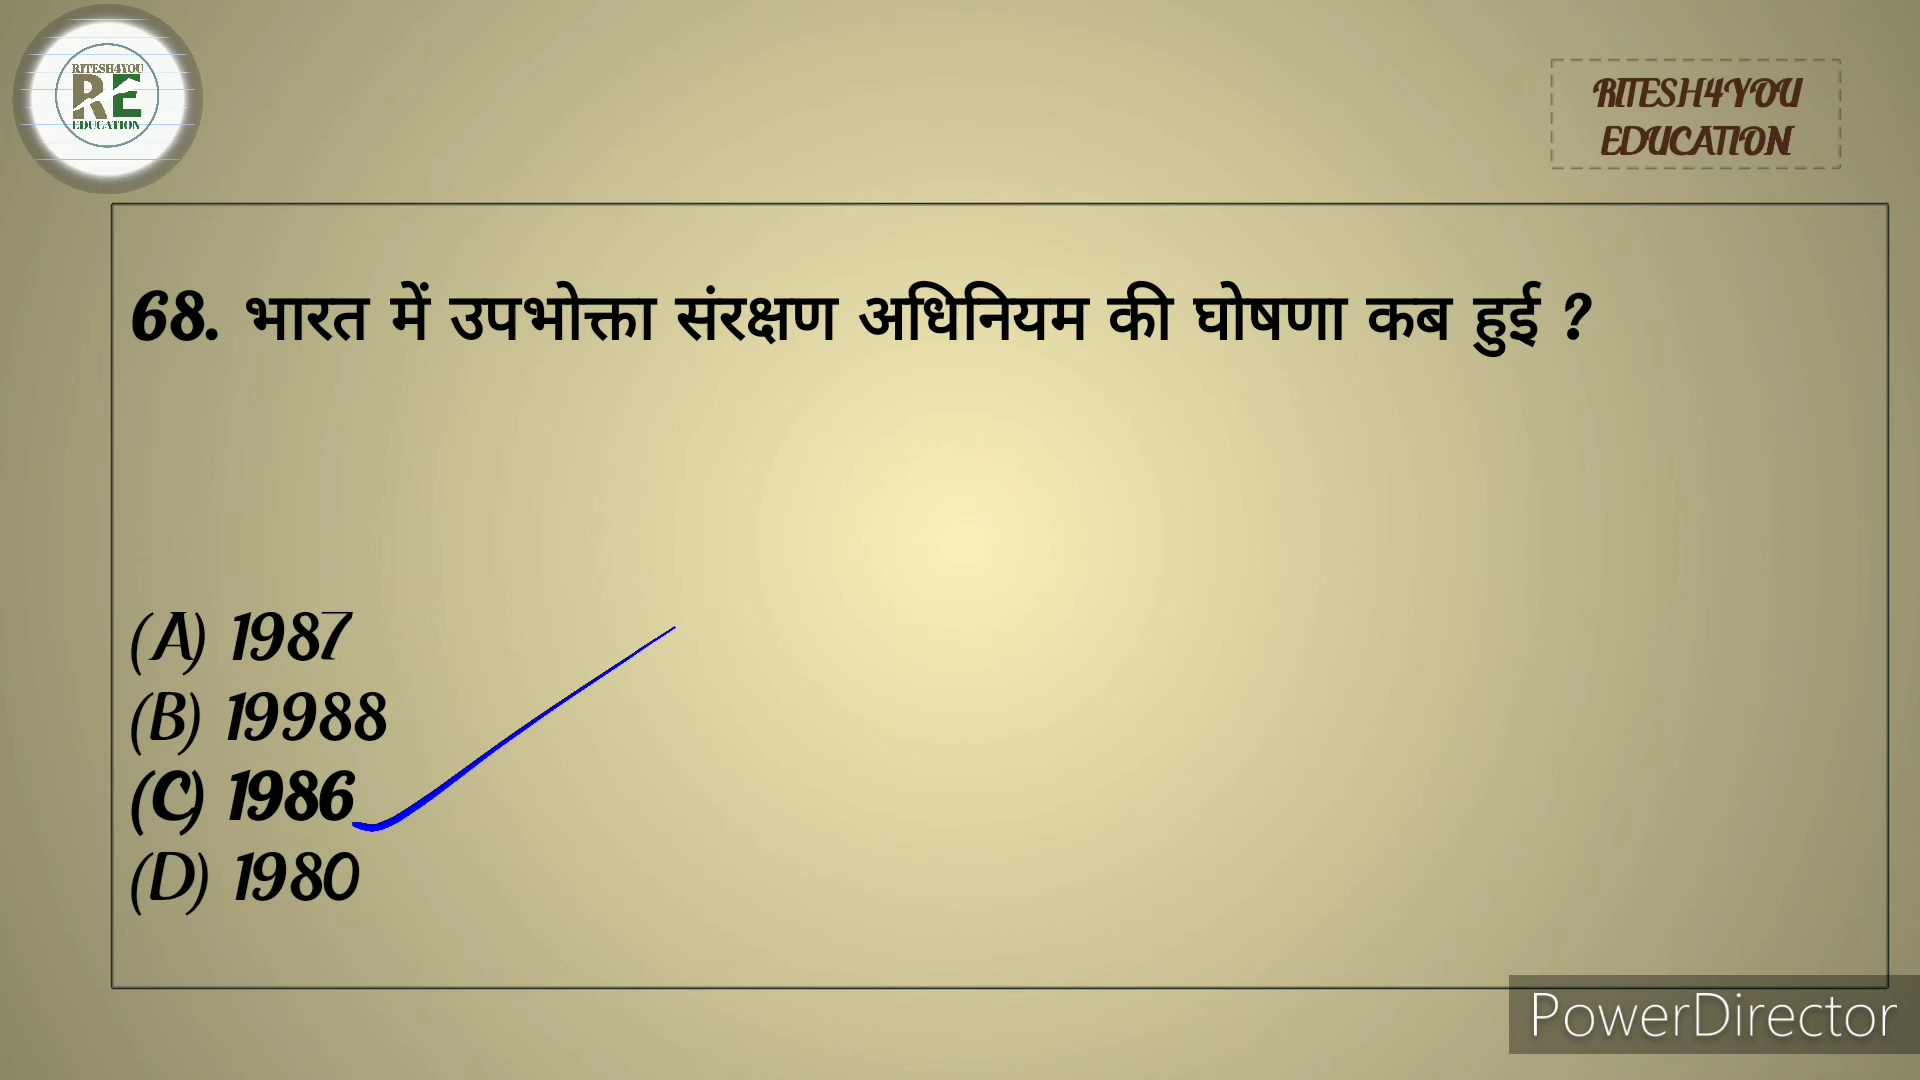 RITESH4YOU
RE
EDUCATION
RITESH4YOU
EDUCATION
68. भारत में उपभोक्ता संरक्षण अधिनियम की घोषणा कब हुई ?
(A) 1987
(B) 19988
(C) 1986
(D) 1980
PowerDirector